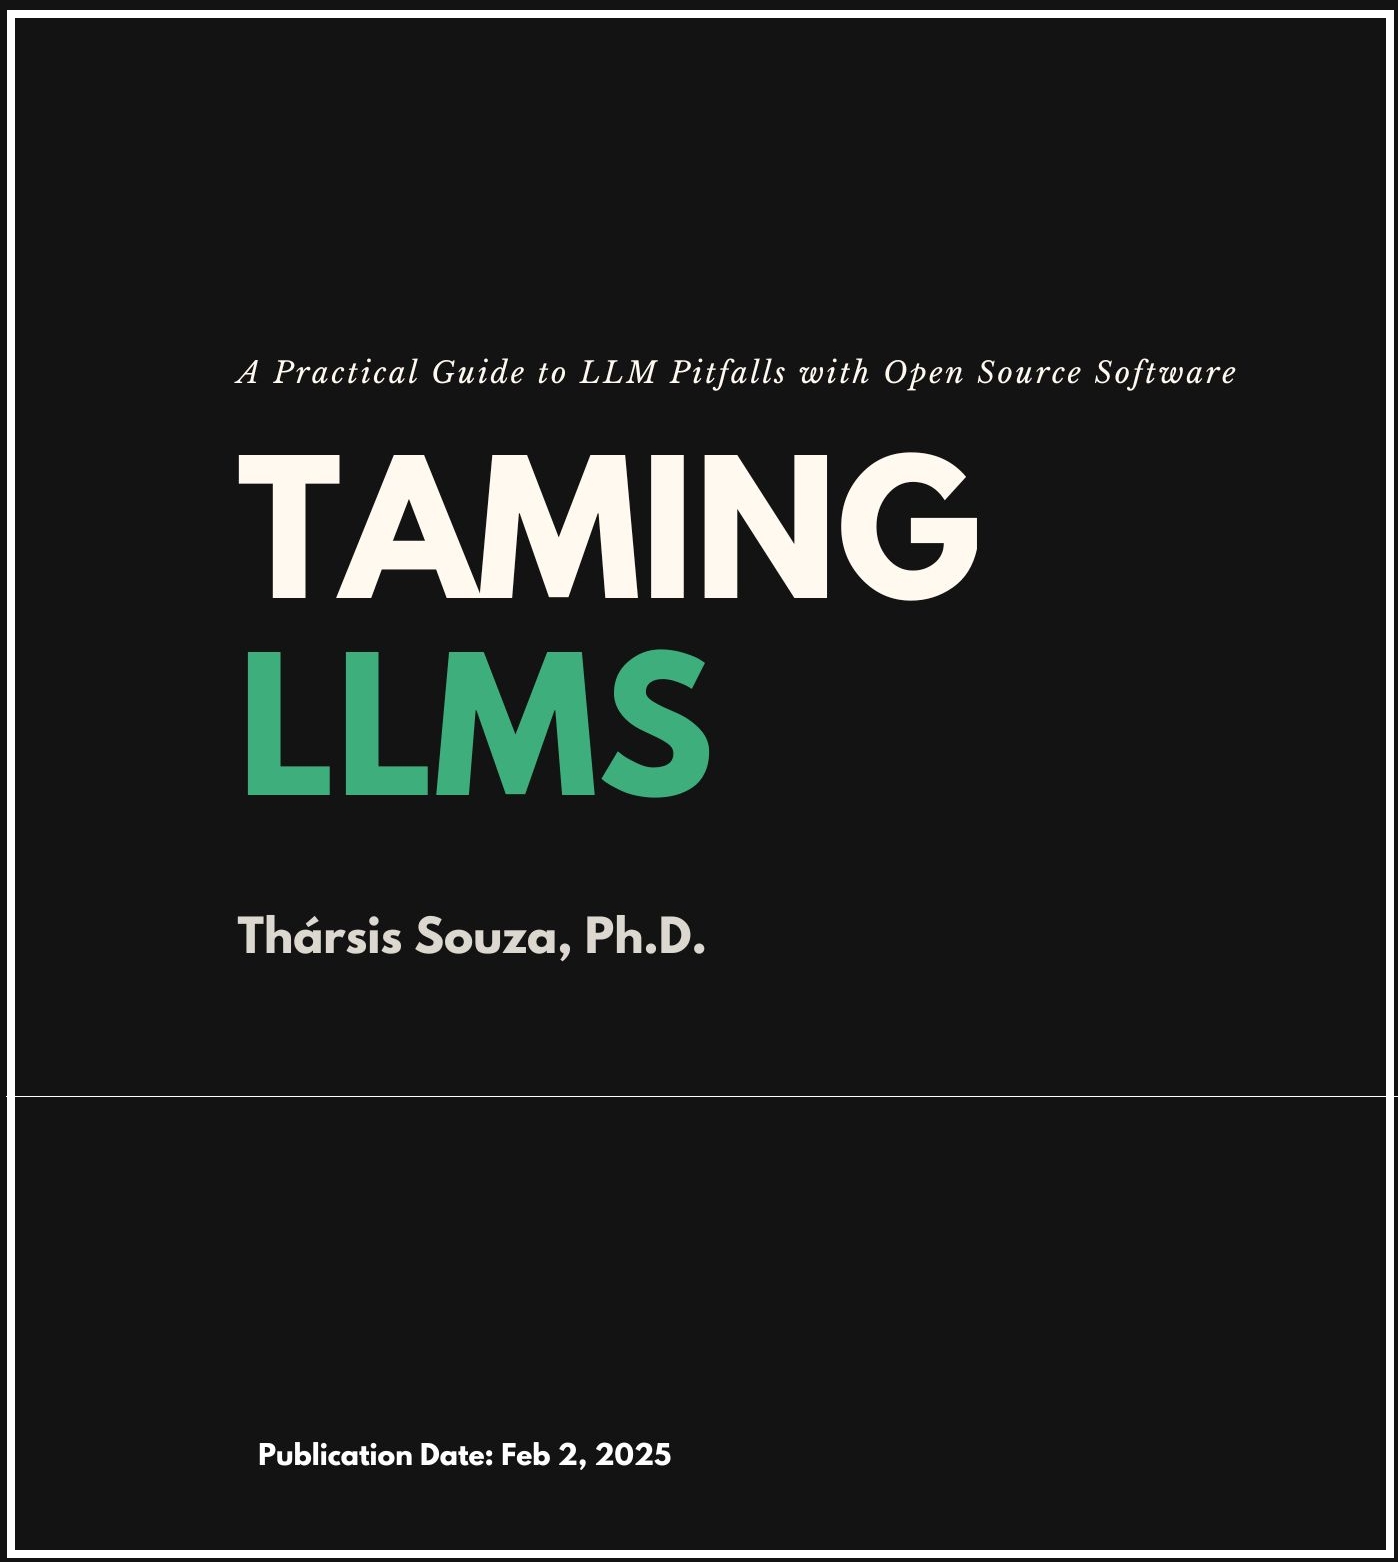 A Practical Guide to LLM Pitfalls with Open Source Software
TAMING
LLMS
Thársis Souza, Ph.D.
Publication Date: Feb 2, 2025